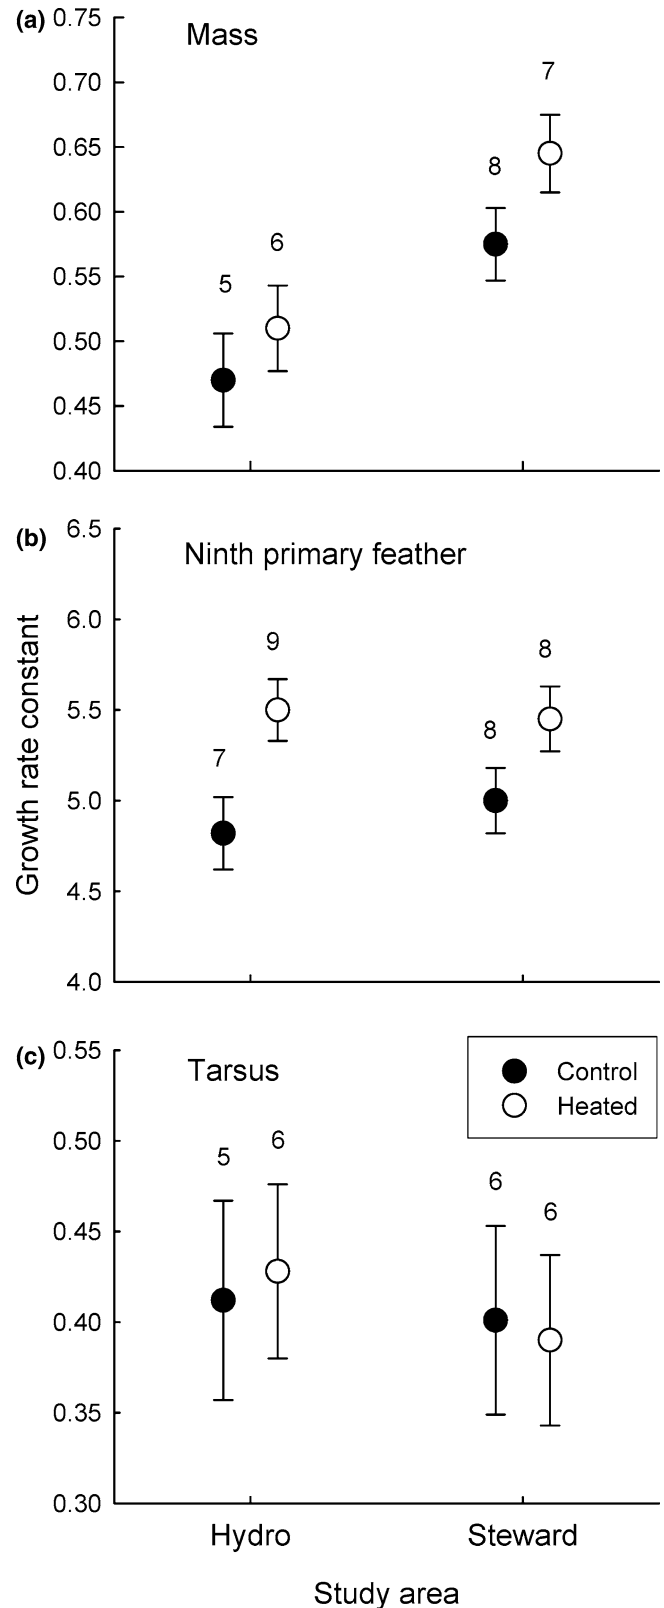 (a)
Mass
0.75
0.70
0.65
0.60
0.55
0.50
0.45
0.40
5
6
8
7
(b)
Ninth primary feather
6.5
6.0
5.5
5.0
4.5
4.0
7
9
8
8
Growth rate constant
(c)
Tarsus
0.55
0.50
0.45
0.40
0.35
0.30
5
6
6
6
Control
Heated
Hydro Steward
Study area